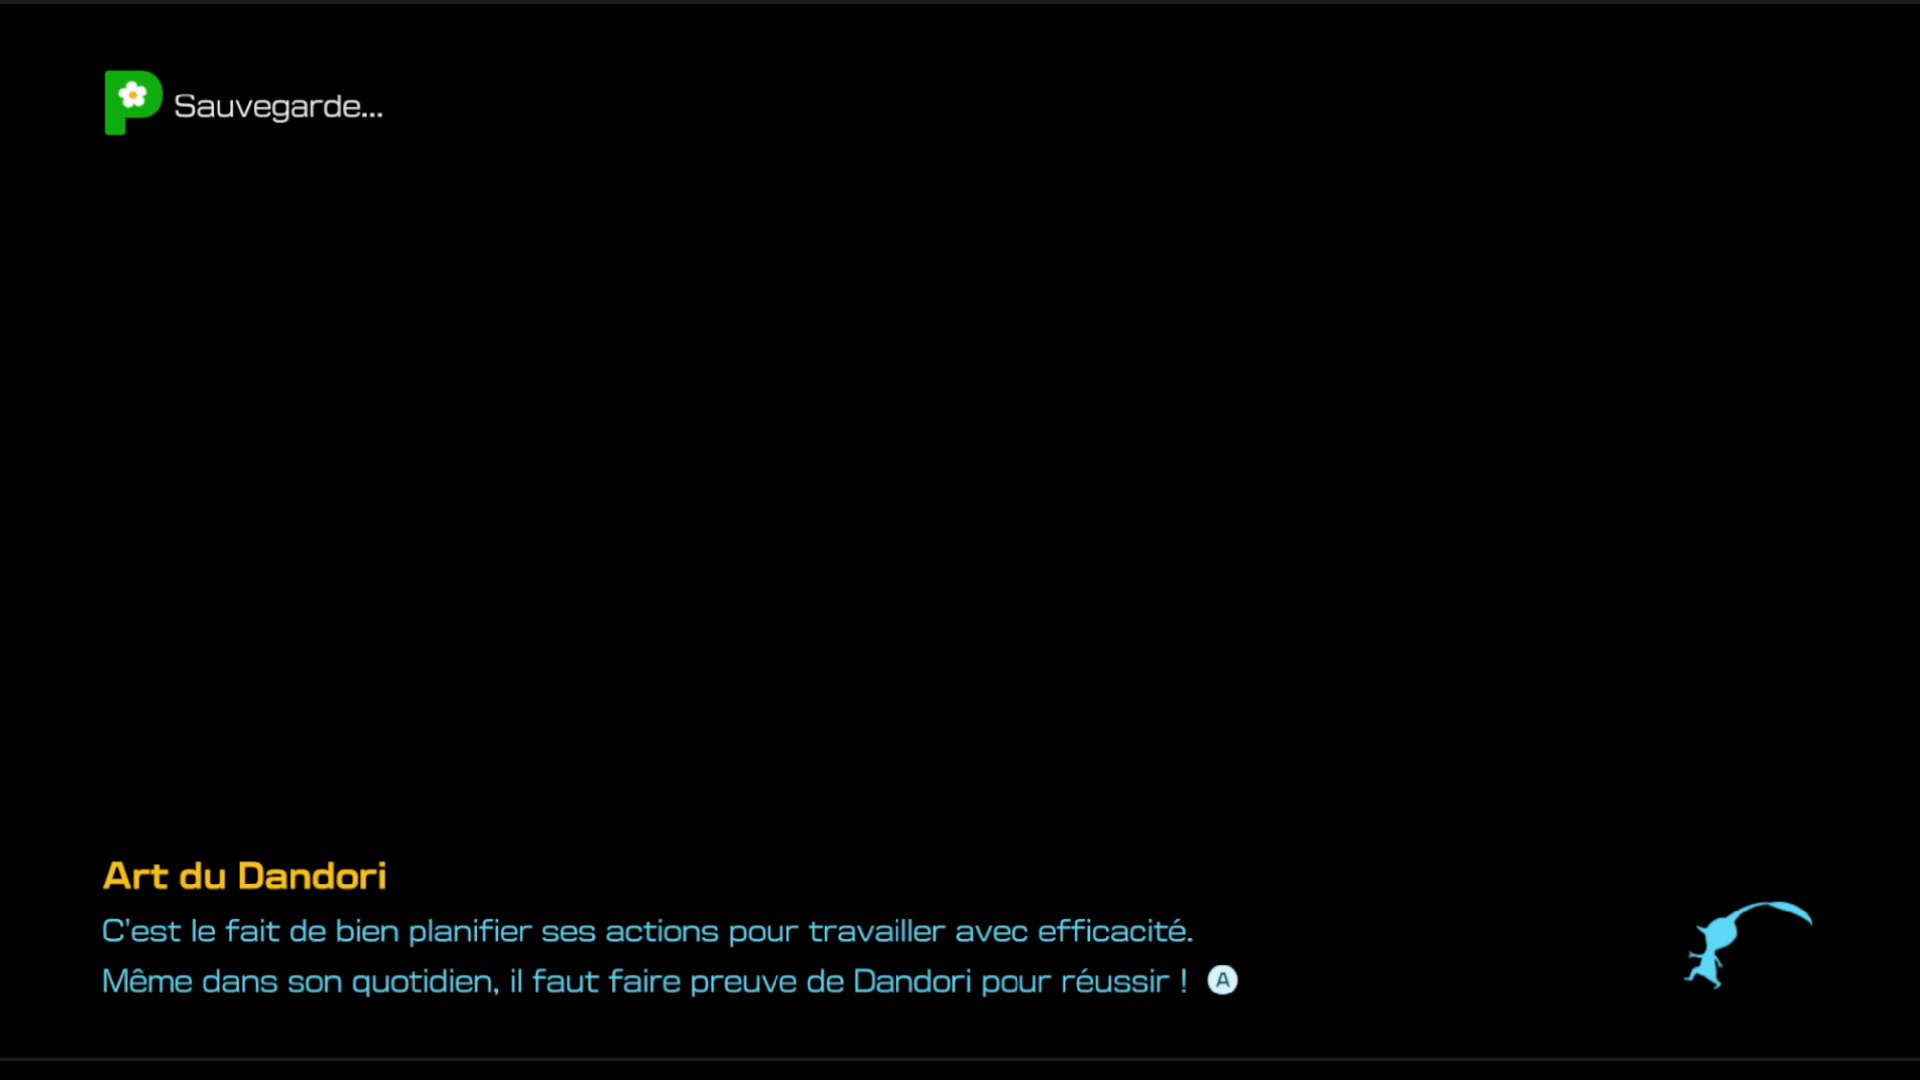 P Sauvegarde...
Art du Dandori
C'est le fait de bien planifier ses actions pour travailler avec efficacité.
Même dans son quotidien, il faut faire preuve de Dandori pour réussir ! A